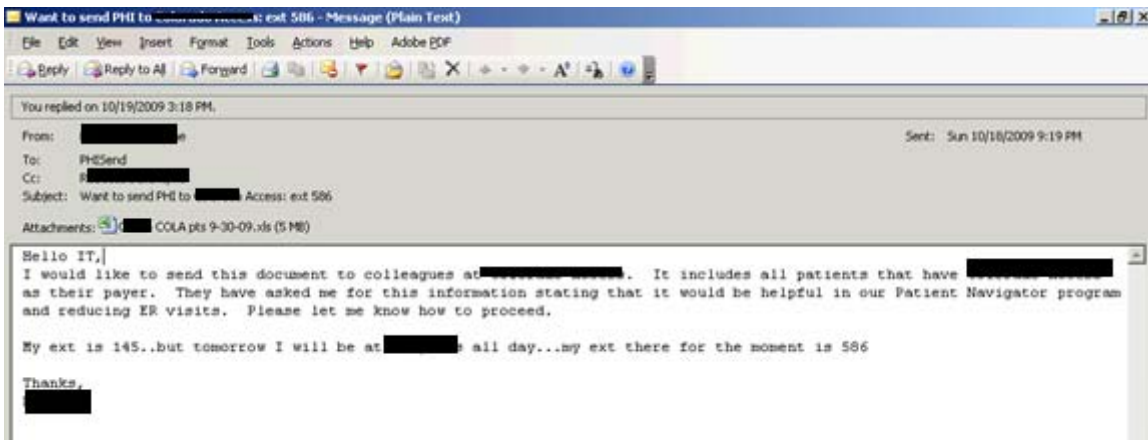 Want to send PHI to : ext 586 - Message (Plain Text)
File Edit View Insert Format Tools Actions Help Adobe PDF
Reply Reply to All Forward
You replied on 10/19/2009 3:18 PM.
From: Sent: Sun 10/18/2009 9:19 PM
To: PHISend
Cc:
Subject: Want to send PHI to Access: ext 586
Attachments: COLA pts 9-30-09.xls (5 MB)
Hello IT,
I would like to send this document to colleagues at . It includes all patients that have
as their payer. They have asked me for this information stating that it would be helpful in our Patient Navigator program
and reducing ER visits. Please let me know how to proceed.
My ext is 145..but tomorrow I will be at all day...my ext there for the moment is 586
Thanks,